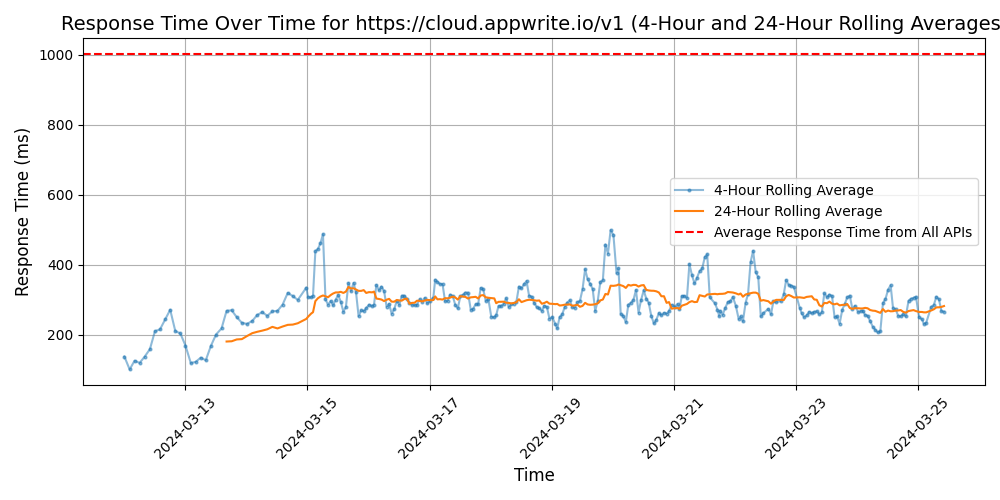 Response Time Over Time for https://cloud.appwrite.io/v1 (4-Hour and 24-Hour Rolling Averages
Response Time (ms)
1000
800
600
400
200
4-Hour Rolling Average
24-Hour Rolling Average
Average Response Time from All APIs
2024-03-13
2024-03-15
2024-03-17
2024-03-19
2024-03-21
2024-03-23
2024-03-25
Time